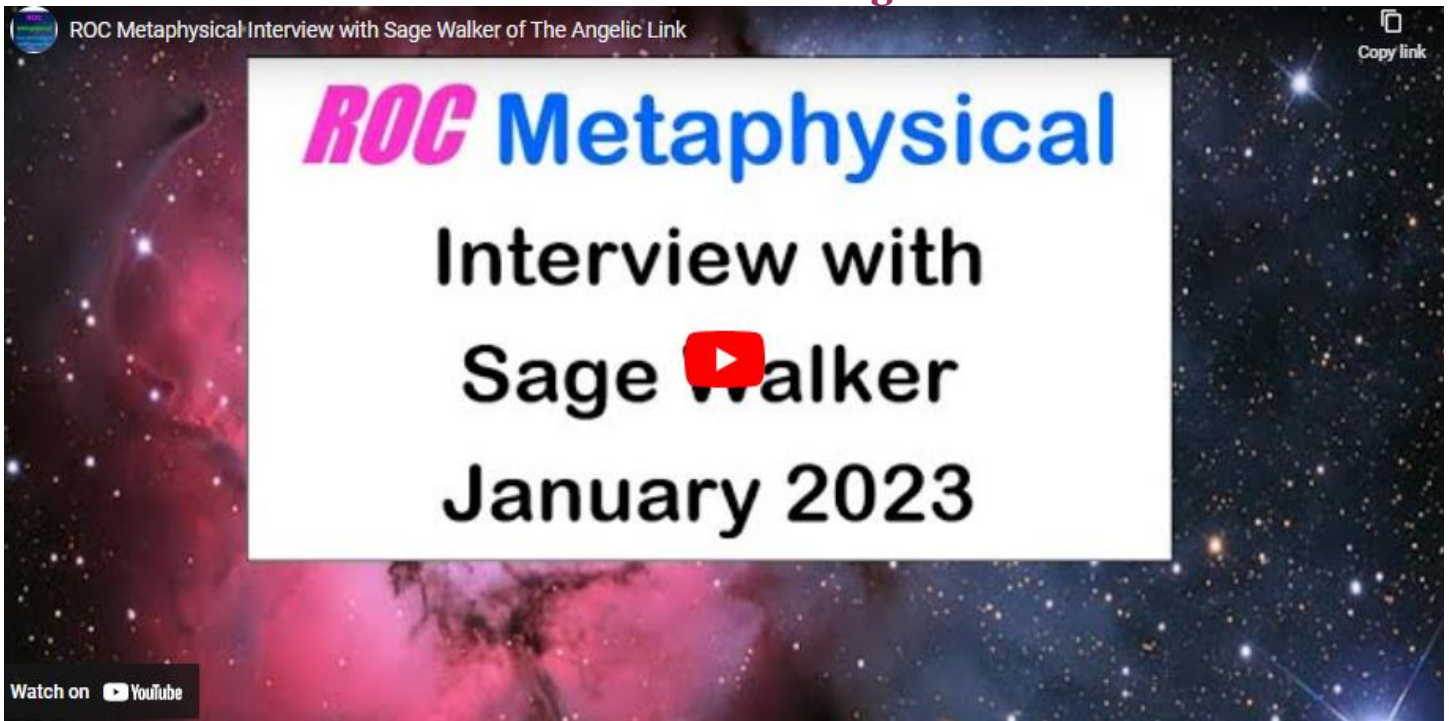 ROC Metaphysical Interview with Sage Walker of The Angelic Link
Copy link
ROC Metaphysical
Interview with
Sage Walker
January 2023
Watch on YouTube